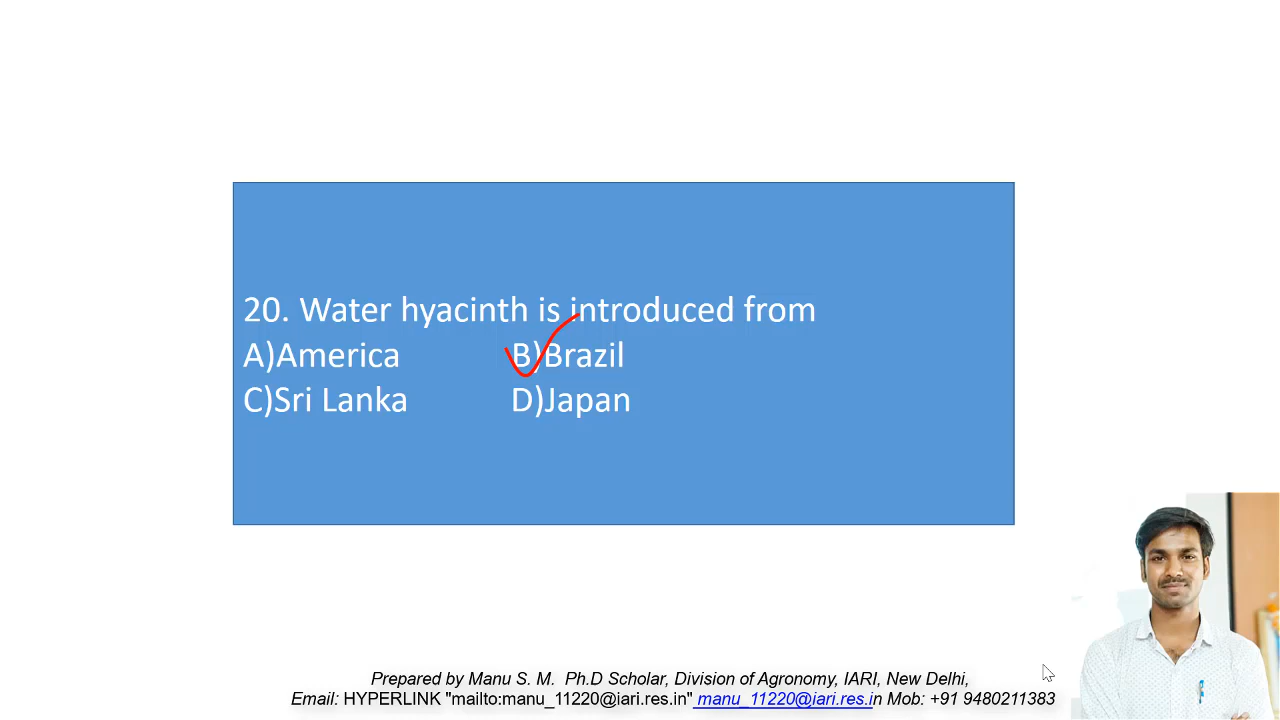 20. Water hyacinth is introduced from
A)America B)Brazil
C)Sri Lanka D)Japan
Prepared by Manu S. M. Ph.D Scholar, Division of Agronomy, IARI, New Delhi,
Email: HYPERLINK "mailto:manu_11220@iari.res.in" manu_11220@iari.res.in Mob: +91 9480211383